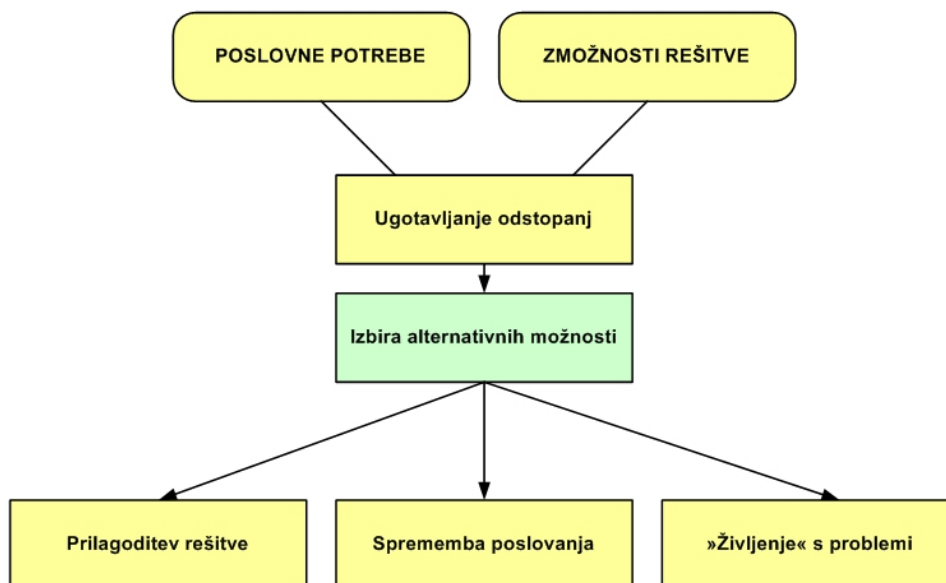 POSLOVNE POTREBE
ZMOŽNOSTI REŠITVE
Ugotavljanje odstopanj
Izbira alternativnih možnosti
Prilagoditev rešitve
Sprememba poslovanja
»Življenje« s problemi